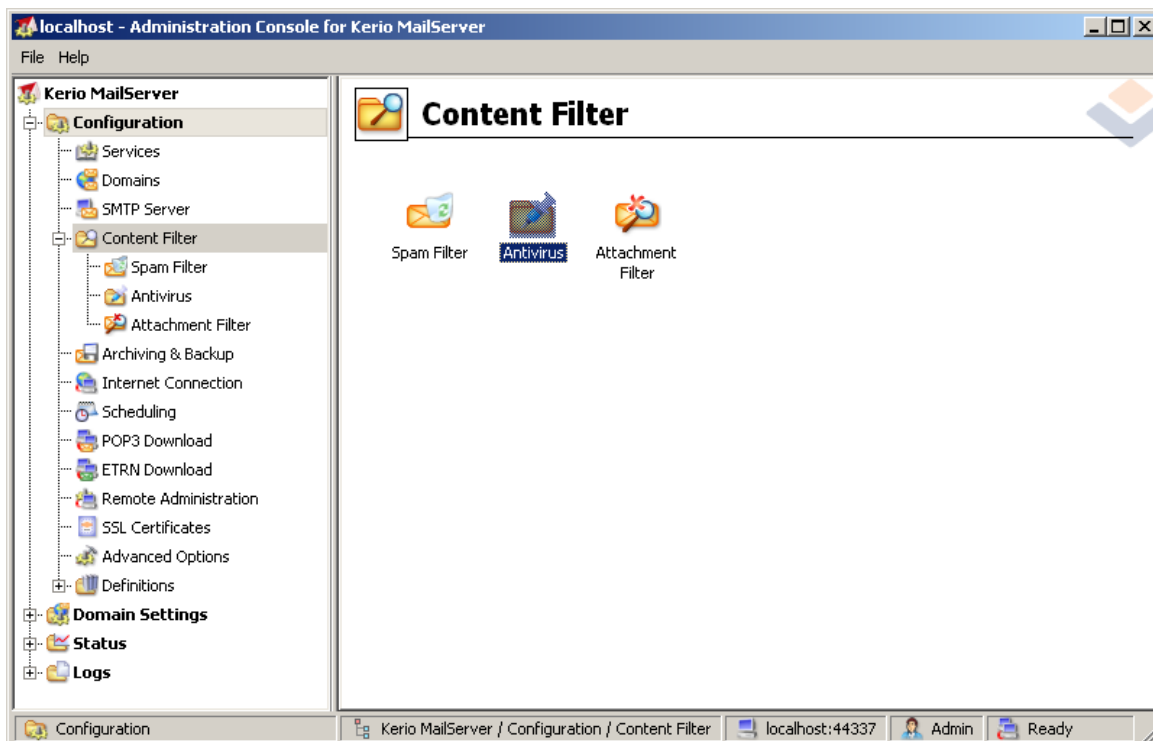 localhost - Administration Console for Kerio MailServer
File Help
Kerio MailServer
Configuration
Services
Domains
SMTP Server
Content Filter
Spam Filter
Antivirus
Attachment Filter
Archiving & Backup
Internet Connection
Scheduling
POP3 Download
ETRN Download
Remote Administration
SSL Certificates
Advanced Options
Definitions
Domain Settings
Status
Logs
Content Filter
Spam Filter Antivirus Attachment
Filter
Configuration Kerio MailServer / Configuration / Content Filter localhost:44337 Admin Ready